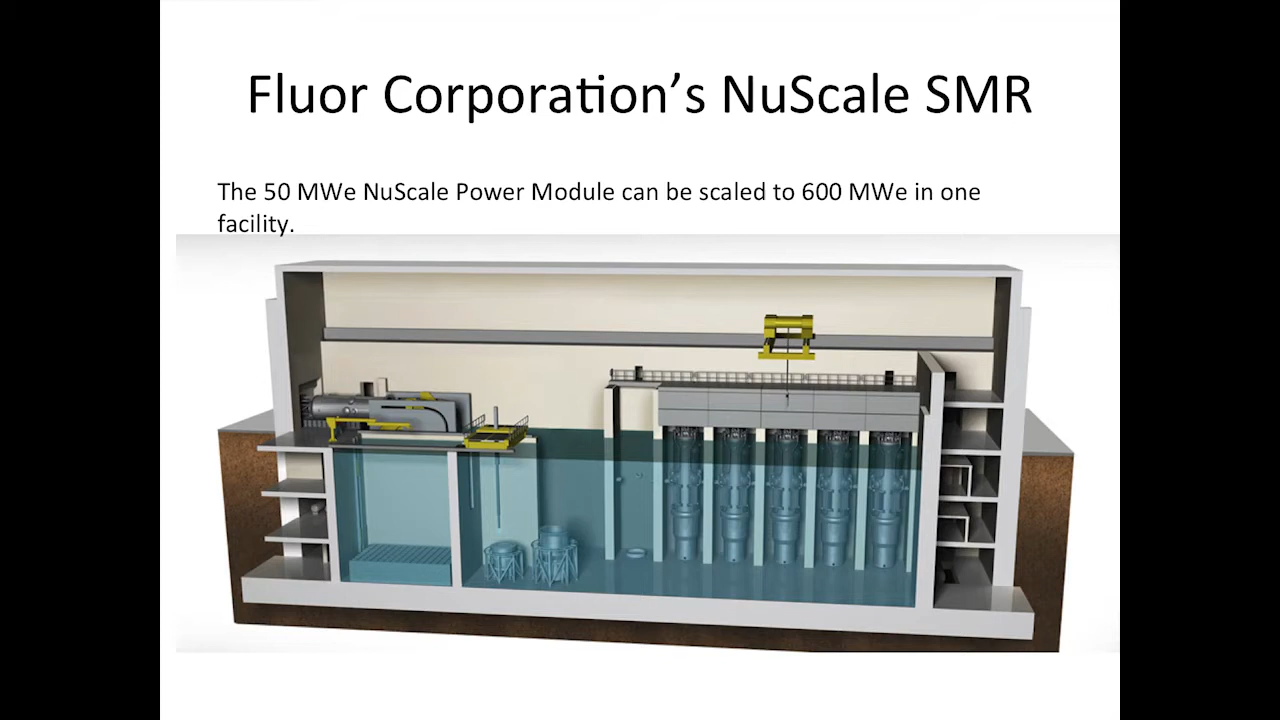 Fluor Corporation’s NuScale SMR
The 50 MWe NuScale Power Module can be scaled to 600 MWe in one
facility.